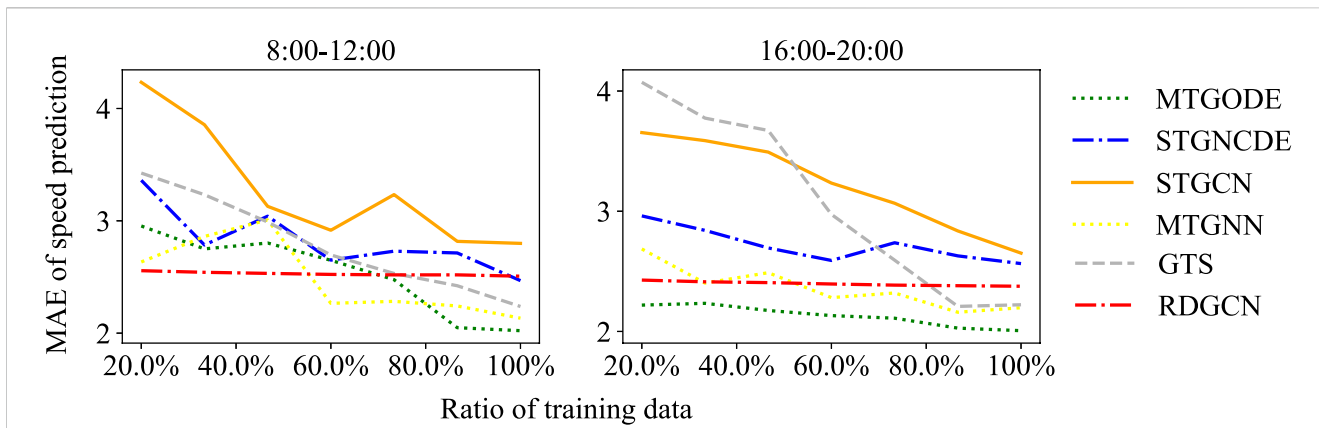 8:00-12:00
16:00-20:00
MAE of speed prediction
4
3
2
4
3
2
20.0% 40.0% 60.0% 80.0% 100%
20.0% 40.0% 60.0% 80.0% 100%
Ratio of training data
MTGODE
STGNCDE
STGCN
MTGNN
GTS
RDGCN